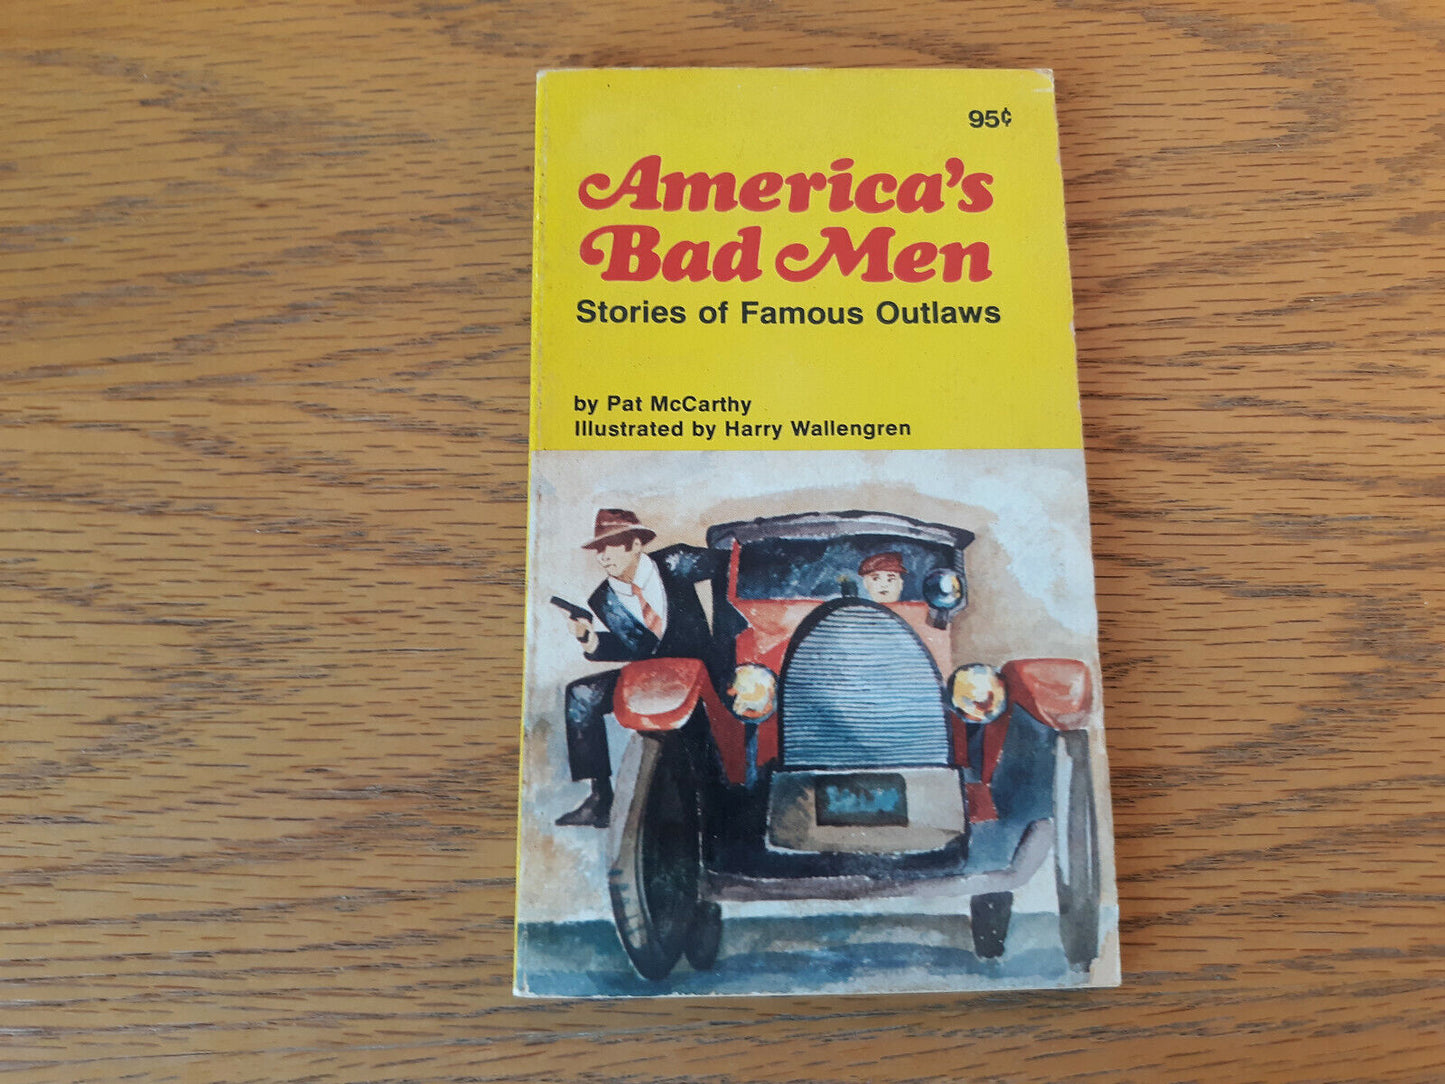 95¢
America's
Bad Men
Stories of Famous Outlaws
by Pat McCarthy
Illustrated by Harry Wallengren